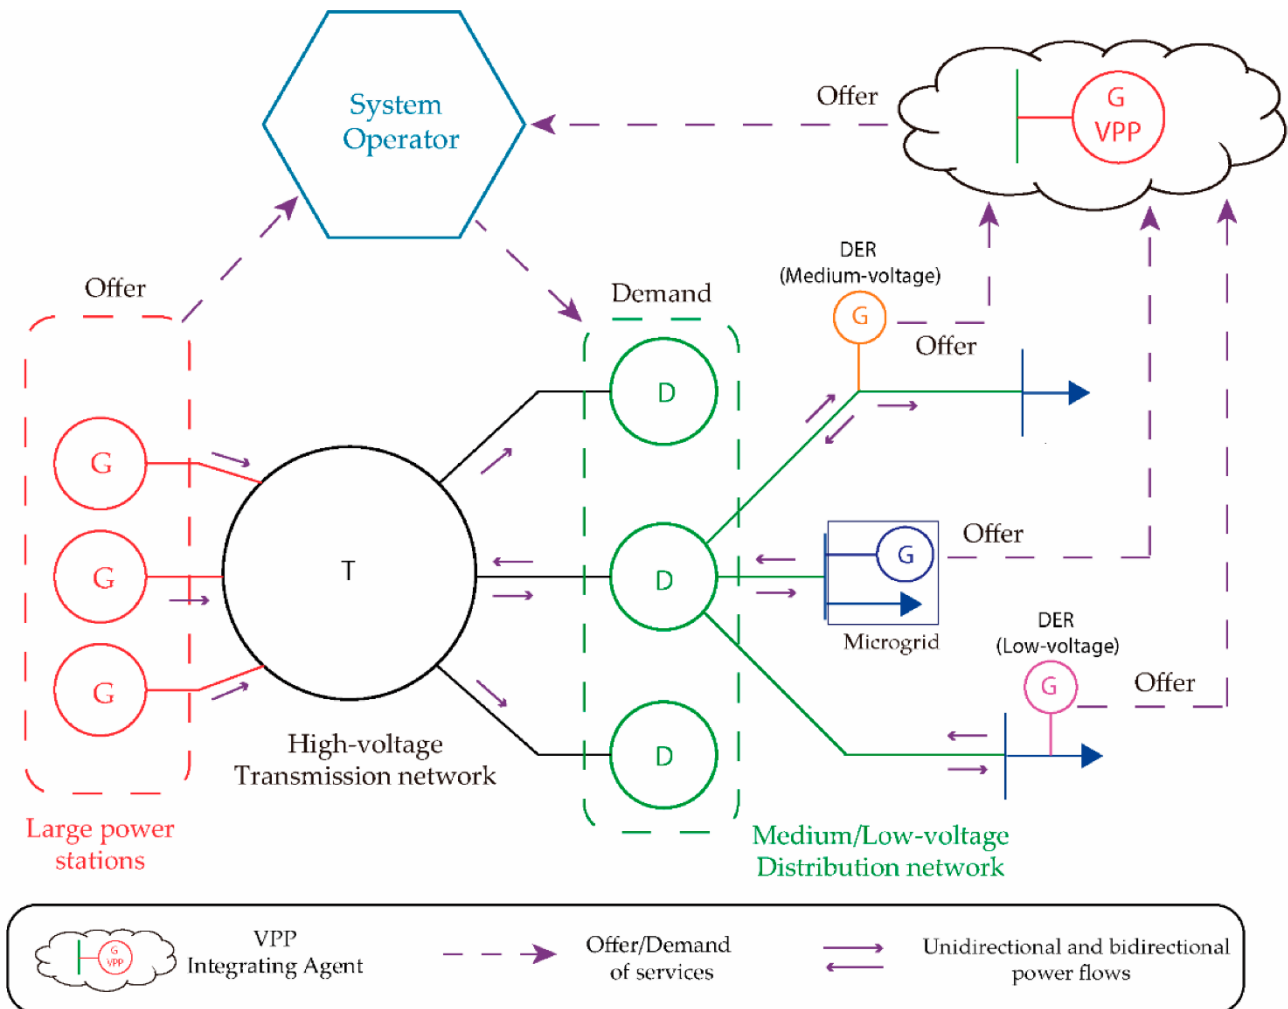 System
Operator
Offer
G
VPP
DER
(Medium-voltage)
Offer
Demand
G
Offer
D
G
T
G
D
G
Offer
Microgrid
DER
(Low-voltage)
G
Offer
G
D
High-voltage
Transmission network
Large power
stations
Medium/Low-voltage
Distribution network
G
VPP
VPP
Integrating Agent
Offer/Demand
of services
Unidirectional and bidirectional
power flows